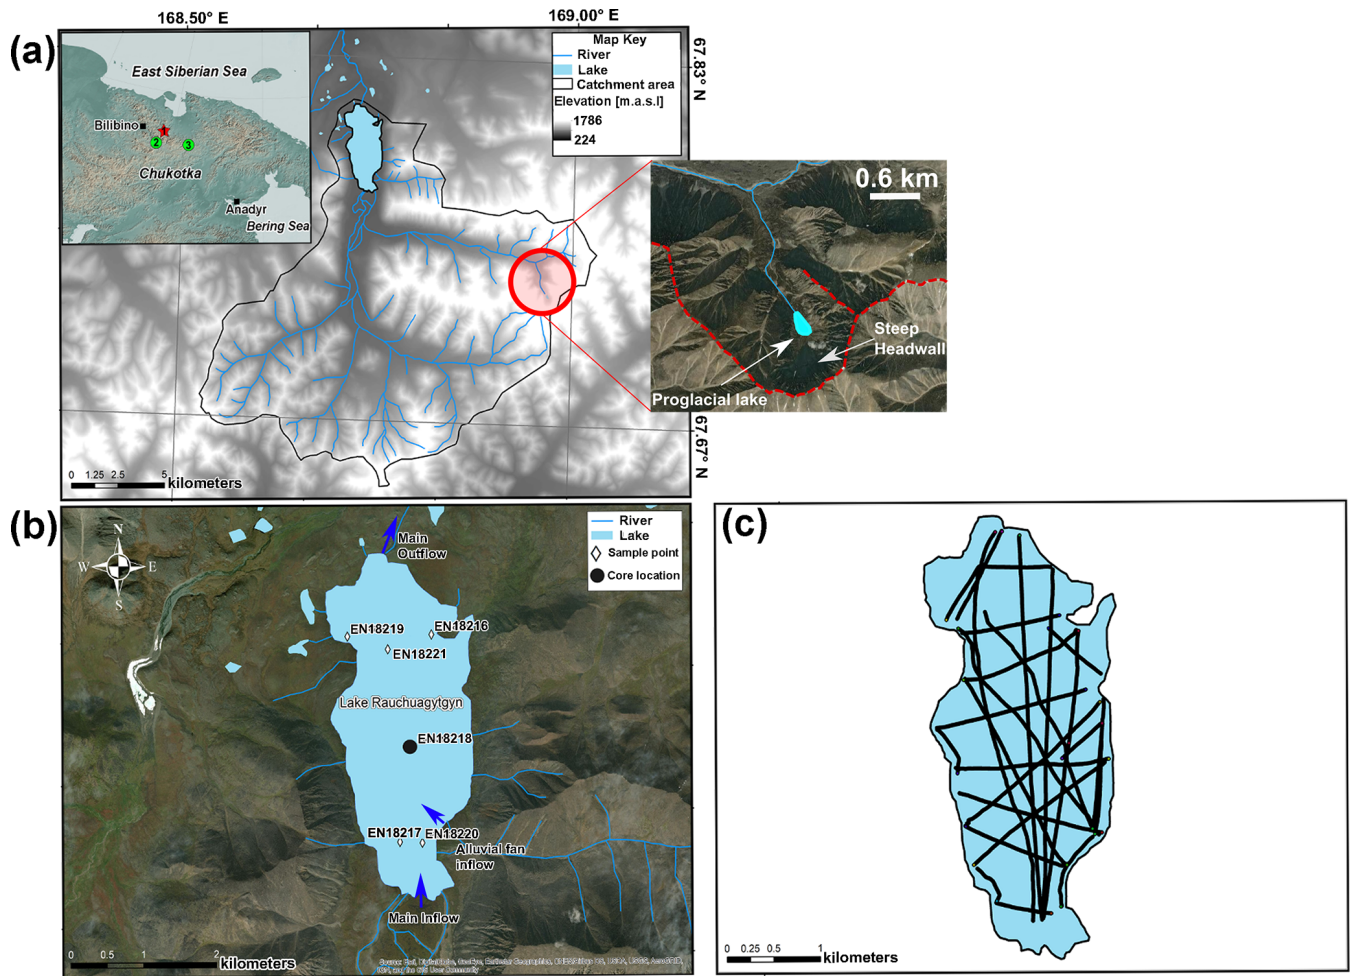 168.50° E
169.00° E
(a)
East Siberian Sea
Bilibino
1
2
3
Chukotka
Anadyr
Bering Sea
Map Key
River
Lake
Catchment area
Elevation [m.a.s.l]
1786
224
67.83° N
0.6 km
Steep
Headwall
Proglacial lake
67.67° N
0 1.25 2.5 5
kilometers
(b)
N
W E
S
Main
Outflow
River
Lake
Sample point
Core location
EN18219
EN18216
EN18221
Lake Rauchuagytgyn
EN18218
EN18217
EN18220
Alluvial fan
inflow
Main Inflow
0 0.5 1 2
kilometers
(c)
0 0.25 0.5 1
kilometers